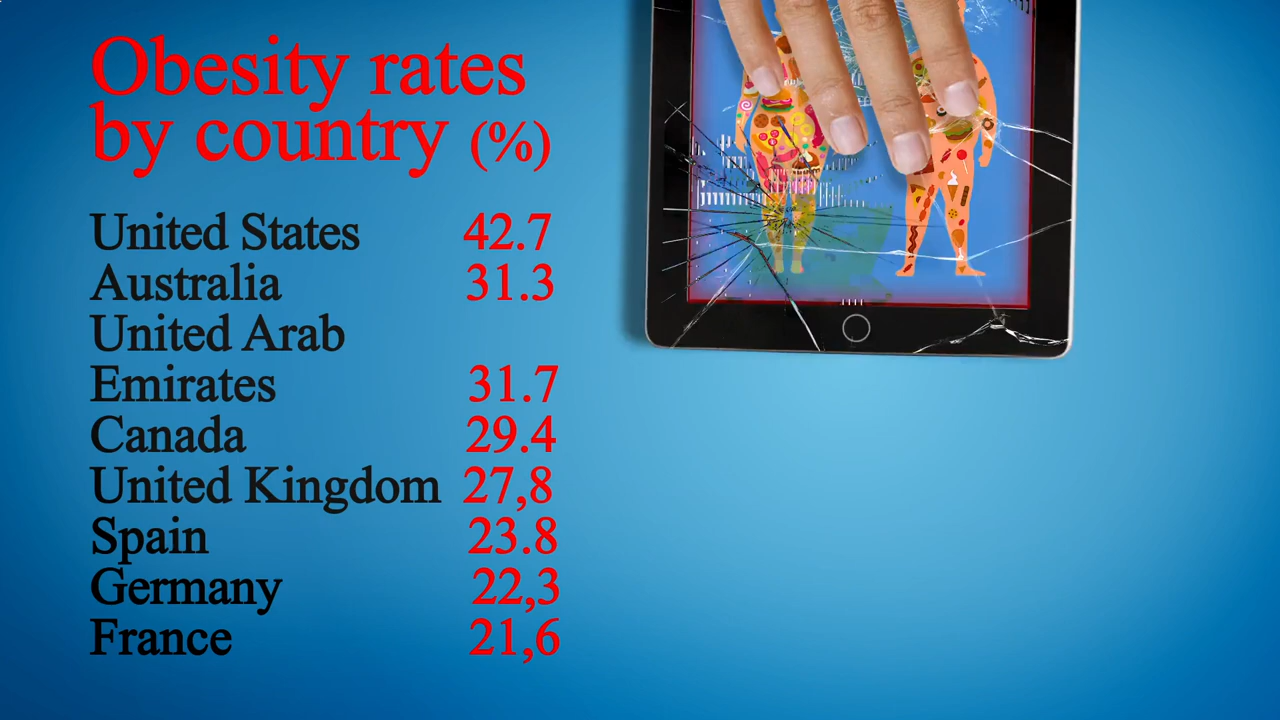 Obesity rates
by country (%)
United States 42.7
Australia 31.3
United Arab
Emirates 31.7
Canada 29.4
United Kingdom 27,8
Spain 23.8
Germany 22,3
France 21,6